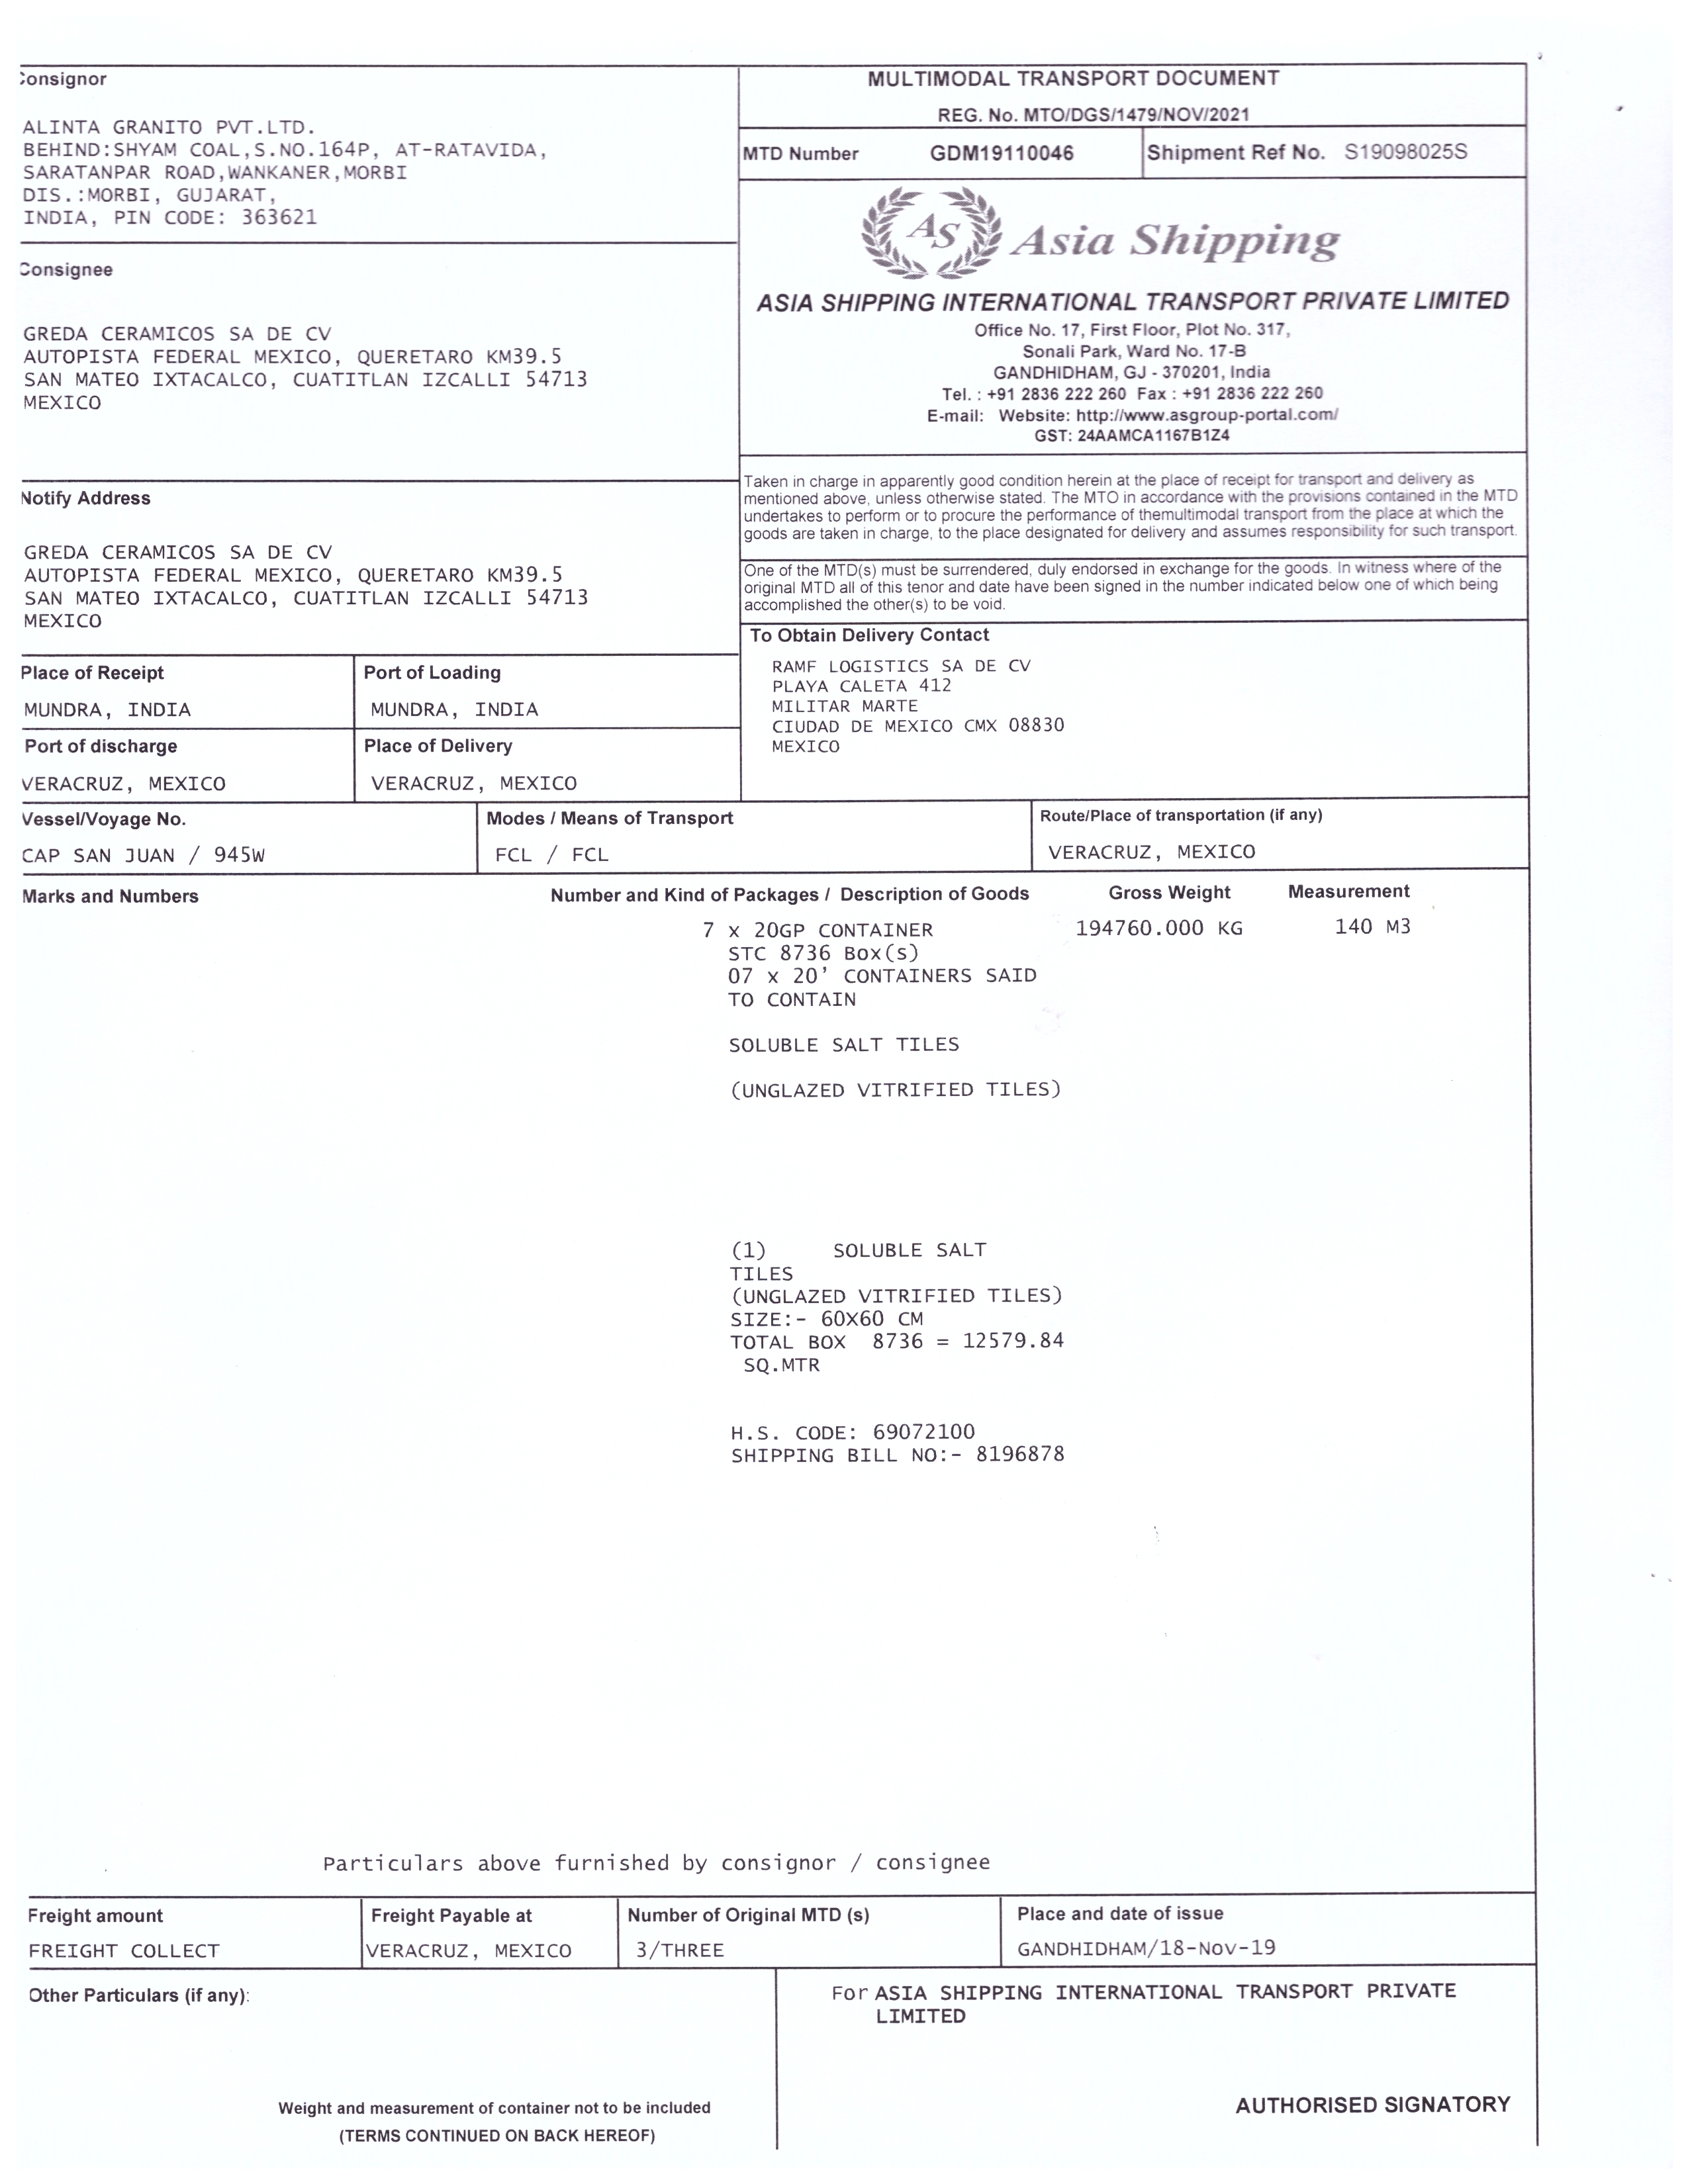 Consignor
ALINTA GRANITO PVT.LTD.
BEHIND:SHYAM COAL,S.NO.164P, AT-RATAVIDA,
SARATANPAR ROAD,WANKANER,MORBI
DIS.:MORBI, GUJARAT,
INDIA, PIN CODE: 363621
Consignee
GREDA CERAMICOS SA DE CV
AUTOPISTA FEDERAL MEXICO, QUERETARO KM39.5
SAN MATEO IXTACALCO, CUATITLAN IZCALLI 54713
MEXICO
Notify Address
GREDA CERAMICOS SA DE CV
AUTOPISTA FEDERAL MEXICO, QUERETARO KM39.5
SAN MATEO IXTACALCO, CUATITLAN IZCALLI 54713
MEXICO
Place of Receipt
MUNDRA, INDIA
Port of Loading
MUNDRA, INDIA
Port of discharge
VERACRUZ, MEXICO
Place of Delivery
VERACRUZ, MEXICO
MULTIMODAL TRANSPORT DOCUMENT
REG. No. MTO/DGS/1479/NOV/2021
MTD Number GDM19110046
Shipment Ref No. S19098025S
AS Asia Shipping
ASIA SHIPPING INTERNATIONAL TRANSPORT PRIVATE LIMITED
Office No. 17, First Floor, Plot No. 317,
Sonali Park, Ward No. 17-B
GANDHIDHAM, GJ - 370201, India
Tel. : +91 2836 222 260 Fax : +91 2836 222 260
E-mail: Website: http://www.asgroup-portal.com/
GST: 24AAMCA1167B1Z4
Taken in charge in apparently good condition herein at the place of receipt for transport and delivery as
mentioned above, unless otherwise stated. The MTO in accordance with the provisions contained in the MTD
undertakes to perform or to procure the performance of themultimodal transport from the place at which the
goods are taken in charge, to the place designated for delivery and assumes responsibility for such transport.
One of the MTD(s) must be surrendered, duly endorsed in exchange for the goods. In witness where of the
original MTD all of this tenor and date have been signed in the number indicated below one of which being
accomplished the other(s) to be void.
To Obtain Delivery Contact
RAMF LOGISTICS SA DE CV
PLAYA CALETA 412
MILITAR MARTE
CIUDAD DE MEXICO CMX 08830
MEXICO
Vessel/Voyage No.
CAP SAN JUAN / 945W
Modes / Means of Transport
FCL / FCL
Route/Place of transportation (if any)
VERACRUZ, MEXICO
Marks and Numbers Number and Kind of Packages / Description of Goods Gross Weight Measurement
7 x 20GP CONTAINER 194760.000 KG 140 M3
STC 8736 Box(s)
07 x 20' CONTAINERS SAID
TO CONTAIN
SOLUBLE SALT TILES
(UNGLAZED VITRIFIED TILES)
(1) SOLUBLE SALT
TILES
(UNGLAZED VITRIFIED TILES)
SIZE:- 60X60 CM
TOTAL BOX 8736 = 12579.84
SQ.MTR
H.S. CODE: 69072100
SHIPPING BILL NO:- 8196878
Particulars above furnished by consignor / consignee
Freight amount
FREIGHT COLLECT
Freight Payable at
VERACRUZ, MEXICO
Number of Original MTD (s)
3/THREE
Place and date of issue
GANDHIDHAM/18-Nov-19
Other Particulars (if any):
Weight and measurement of container not to be included
(TERMS CONTINUED ON BACK HEREOF)
For ASIA SHIPPING INTERNATIONAL TRANSPORT PRIVATE
LIMITED
AUTHORISED SIGNATORY